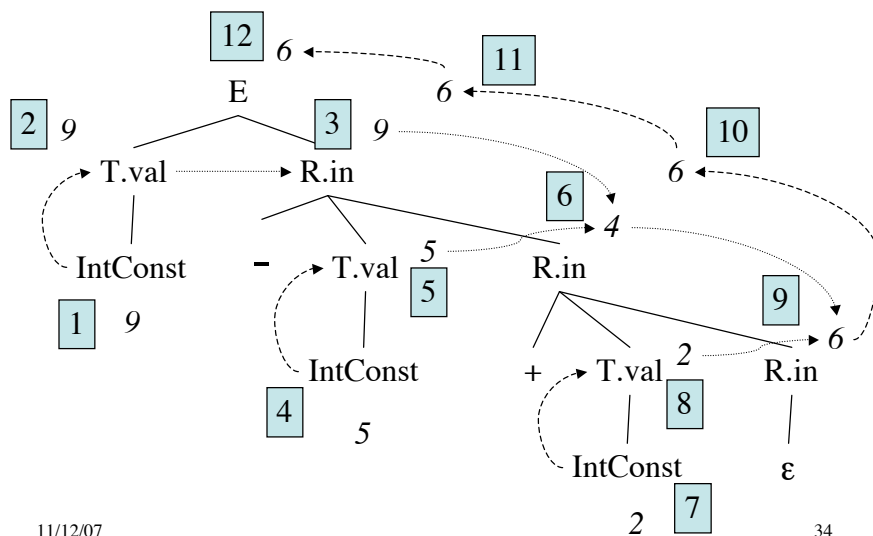 12 6 11
E 6
2 9 3 9 10
T.val R.in 6
6 4
IntConst - T.val 5 R.in
1 9 5 9 6
IntConst + T.val 2 R.in
4 5 8
IntConst ε
2 7
11/12/07 34